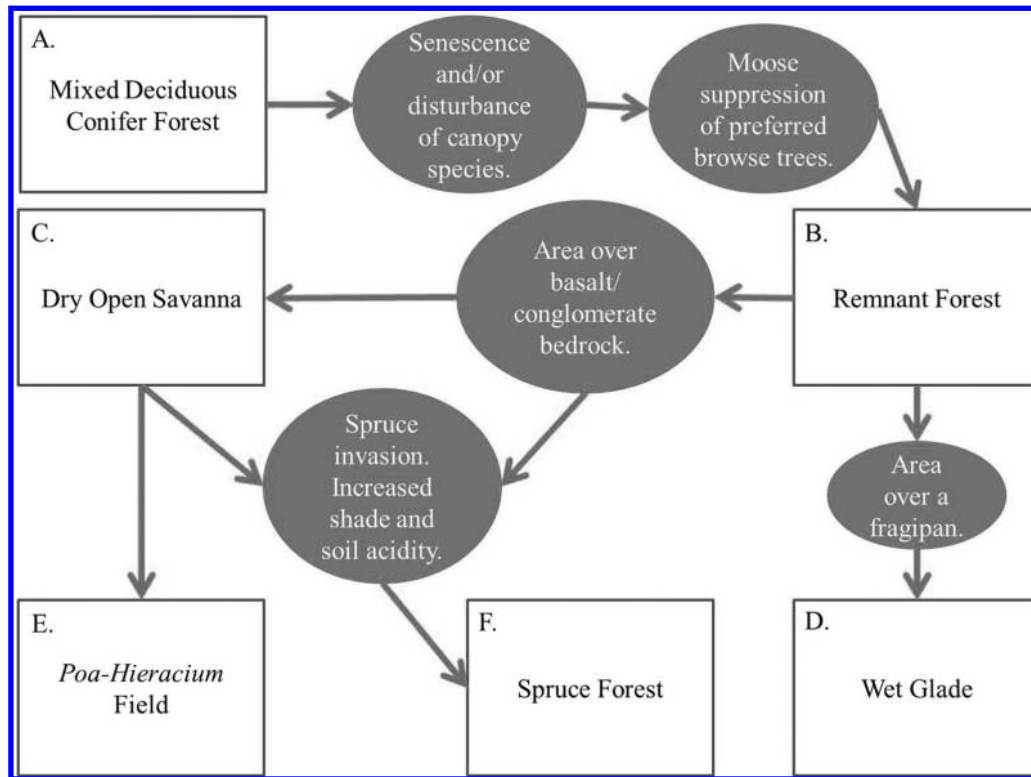 A.
Mixed Deciduous
Conifer Forest
Senescence
and/or
disturbance
of canopy
species.
Moose
suppression
of preferred
browse trees.
C.
Dry Open Savanna
Area over
basalt/
conglomerate
bedrock.
B.
Remnant Forest
Spruce
invasion.
Increased
shade and
soil acidity.
Area
over a
fragipan.
E.
Poa-Hieracium
Field
F.
Spruce Forest
D.
Wet Glade